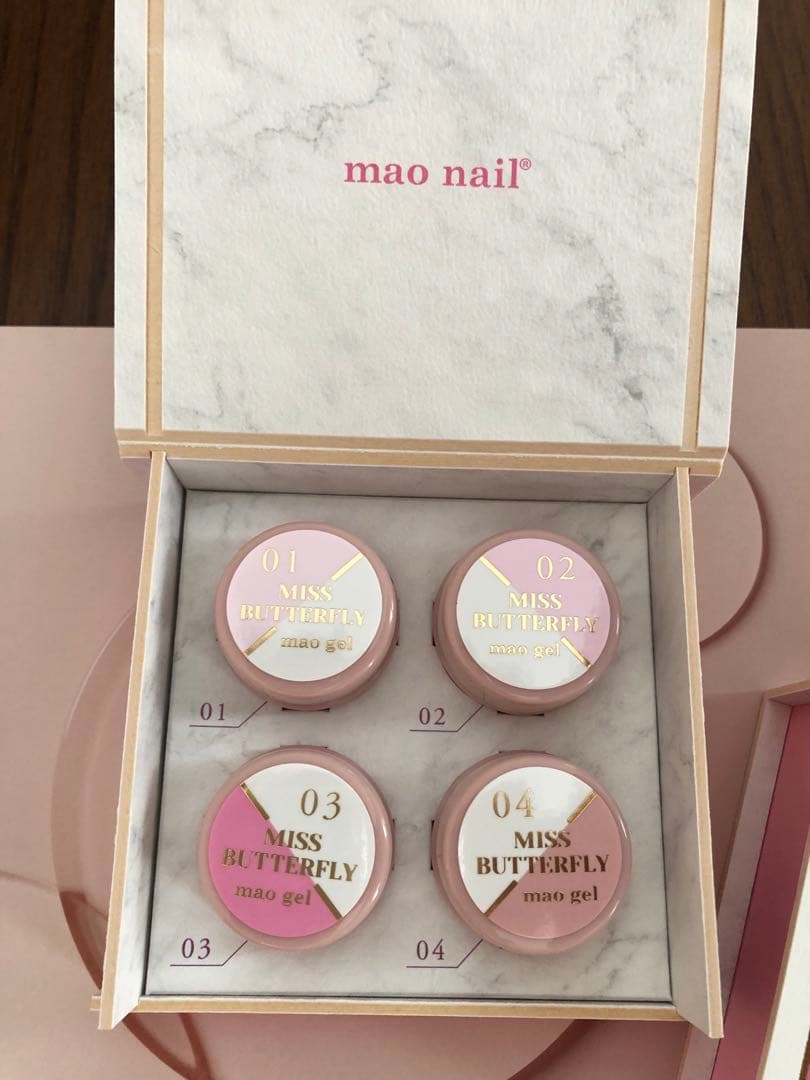 mao nail®
01
MISS
BUTTERFLY
mao gel
02
MISS
BUTTERFLY
mao gel
01
02
03
MISS
BUTTERFLY
mao gel
04
MISS
BUTTERFLY
mao gel
03
04